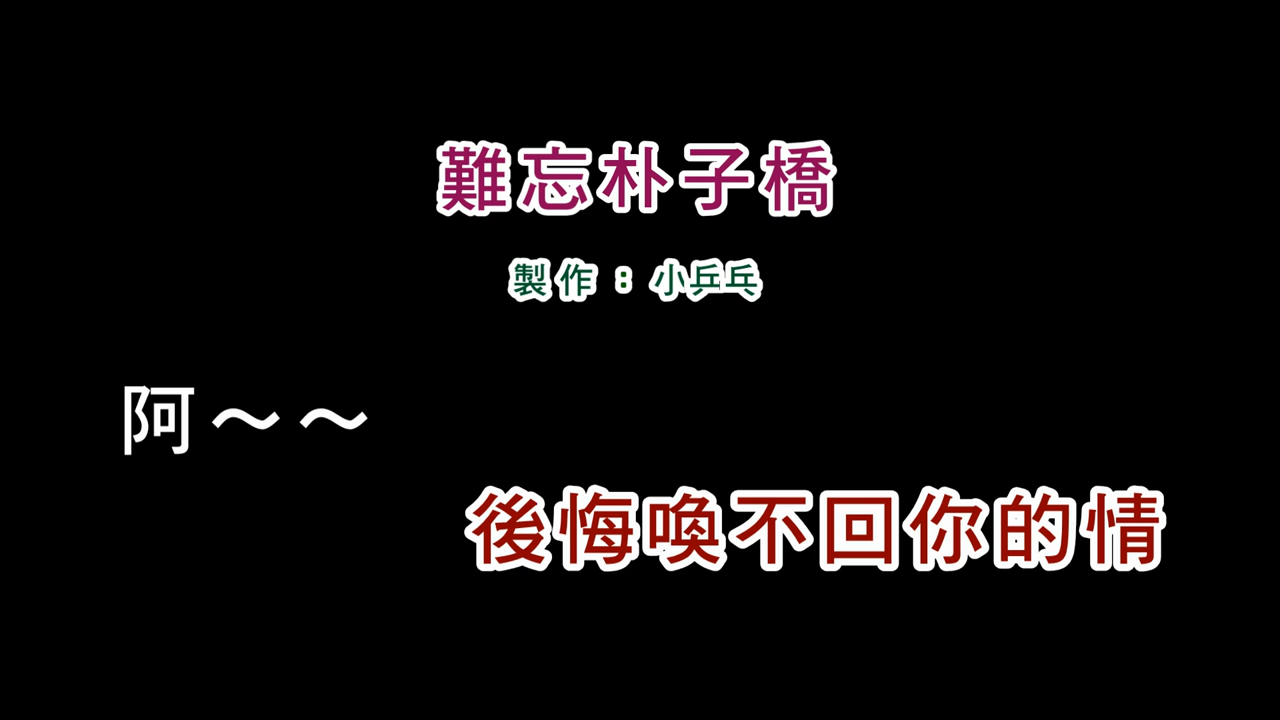 難忘朴子橋
製作：小乒乓
阿～～
後悔喚不回你的情